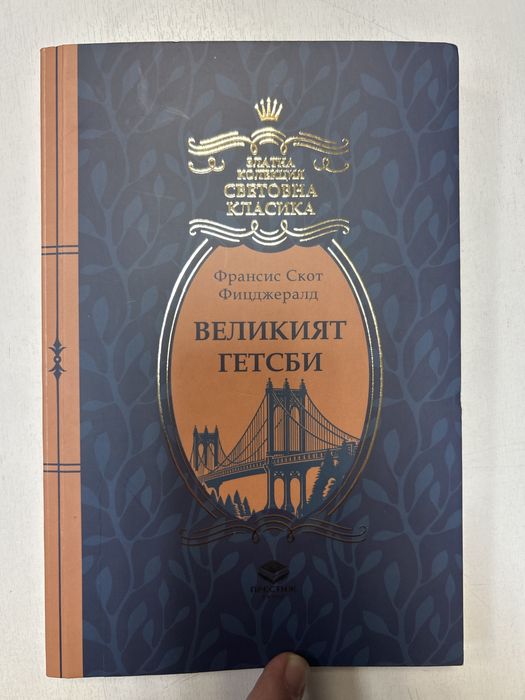 ЗЛАТНА
КОЛЕКЦИЯ
СВЕТОВНА
КЛАСИКА
Франсис Скот
Фицджералд
ВЕЛИКИЯТ
ГЕТСБИ
ПРЕСТИЖ